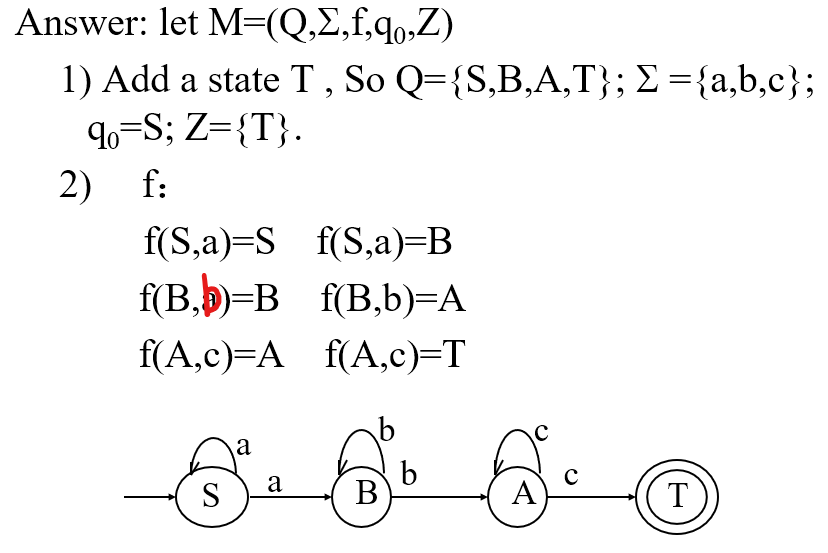 Answer: let M=(Q,Σ,f,q₀,Z)
1) Add a state T , So Q={S,B,A,T}; Σ ={a,b,c};
q₀=S; Z={T}.
2) f：
f(S,a)=S f(S,a)=B
f(B,b)=B f(B,b)=A
f(A,c)=A f(A,c)=T
a b c
a b c
S B A T